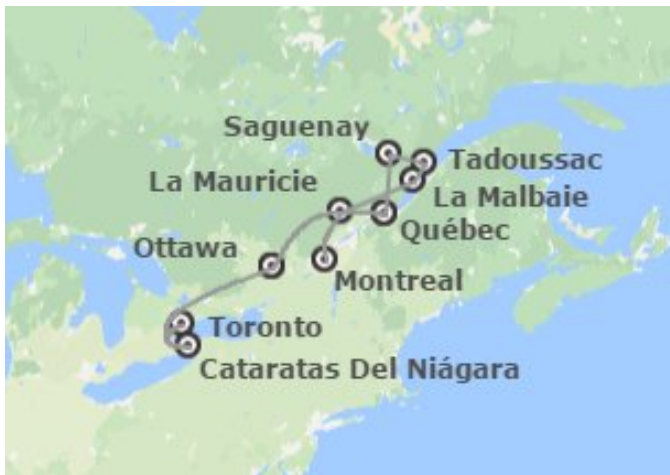 Saguenay
Tadoussac
La Mauricie
La Malbaie
Québec
Ottawa
Montreal
Toronto
Cataratas Del Niágara